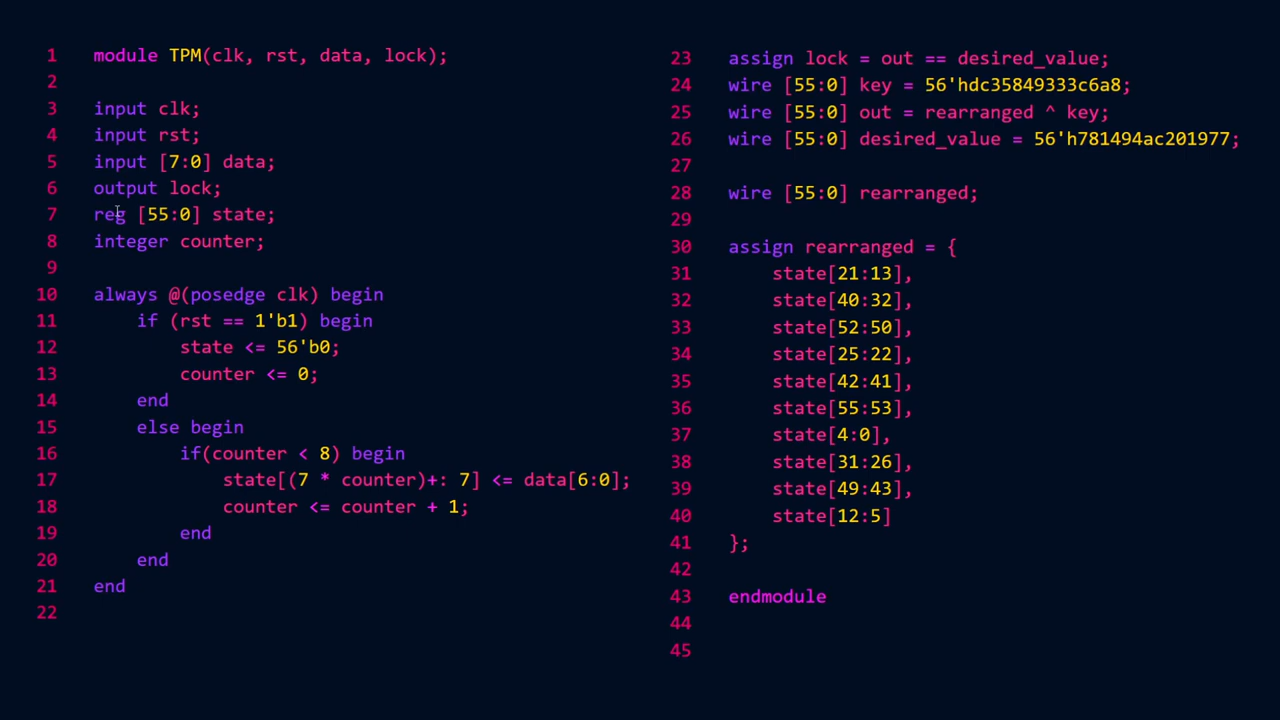 1 module TPM(clk, rst, data, lock);
2
3 input clk;
4 input rst;
5 input [7:0] data;
6 output lock;
7 reg [55:0] state;
8 integer counter;
9
10 always @(posedge clk) begin
11     if (rst == 1'b1) begin
12         state <= 56'b0;
13         counter <= 0;
14     end
15     else begin
16         if(counter < 8) begin
17             state[(7 * counter)+: 7] <= data[6:0];
18             counter <= counter + 1;
19         end
20     end
21 end
22
23 assign lock = out == desired_value;
24 wire [55:0] key = 56'hdc35849333c6a8;
25 wire [55:0] out = rearranged ^ key;
26 wire [55:0] desired_value = 56'h781494ac201977;
27
28 wire [55:0] rearranged;
29
30 assign rearranged = {
31     state[21:13],
32     state[40:32],
33     state[52:50],
34     state[25:22],
35     state[42:41],
36     state[55:53],
37     state[4:0],
38     state[31:26],
39     state[49:43],
40     state[12:5]
41 };
42
43 endmodule
44
45